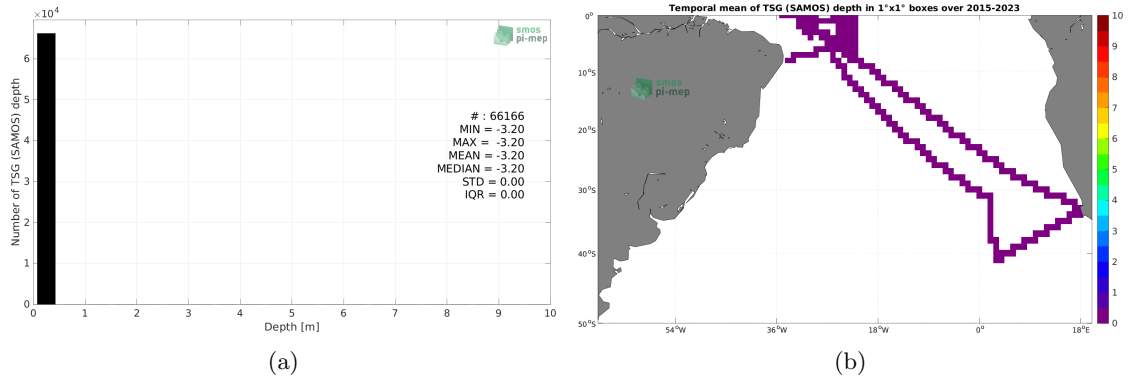 ×10⁴
6
5
4
3
2
1
0
Number of TSG (SAMOS) depth
smos
pi-mep
# : 66166
MIN = -3.20
MAX = -3.20
MEAN = -3.20
MEDIAN = -3.20
STD = 0.00
IQR = 0.00
0 1 2 3 4 5 6 7 8 9 10
Depth [m]
(a)
Temporal mean of TSG (SAMOS) depth in 1°x1° boxes over 2015-2023
0°
10°S
20°S
30°S
40°S
50°S
smos
pi-mep
54°W 36°W 18°W 0° 18°E
10
9
8
7
6
5
4
3
2
1
0
(b)